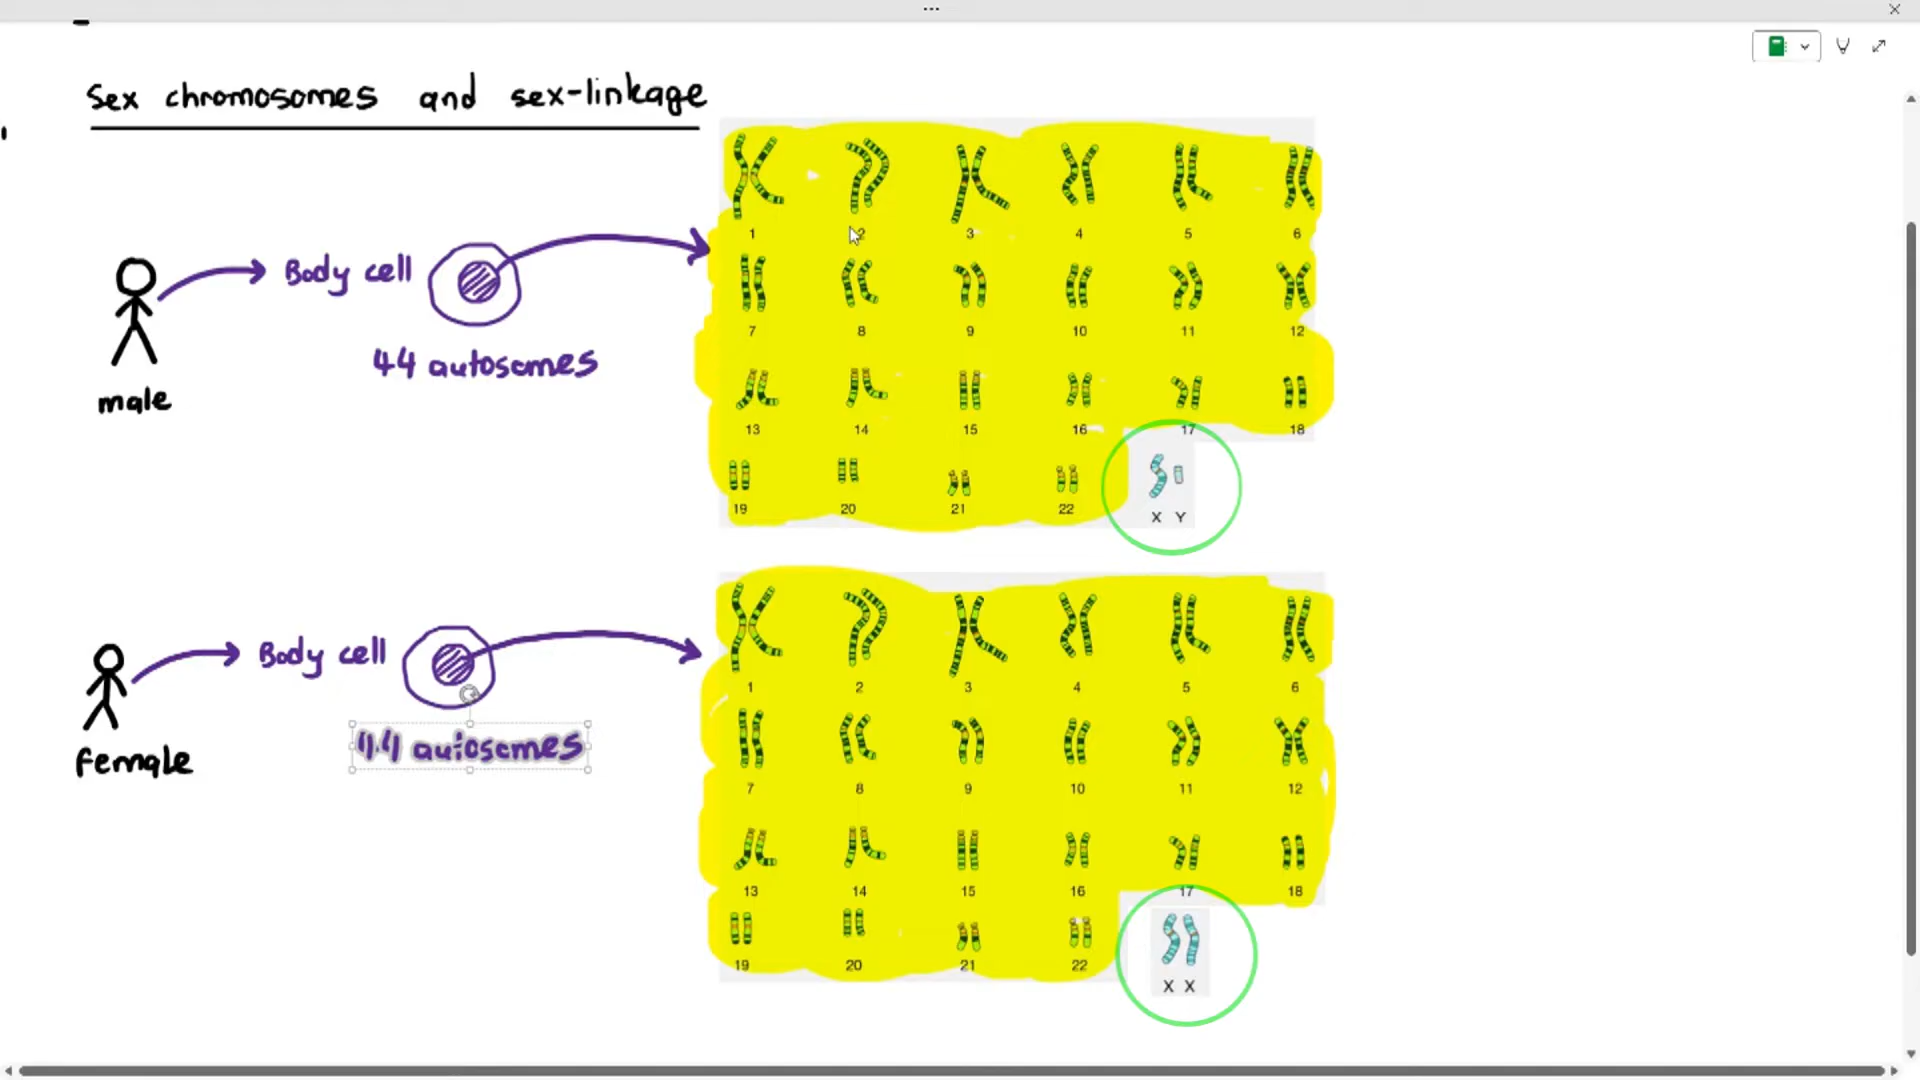 Sex chromosomes and sex-linkage
1 2 3 4 5 6
Body cell
7 8 9 10 11 12
44 autosomes
male
13 14 15 16 17 18
19 20 21 22 X Y
Body cell
1 2 3 4 5 6
44 autosomes
female
7 8 9 10 11 12
13 14 15 16 17 18
19 20 21 22
X X